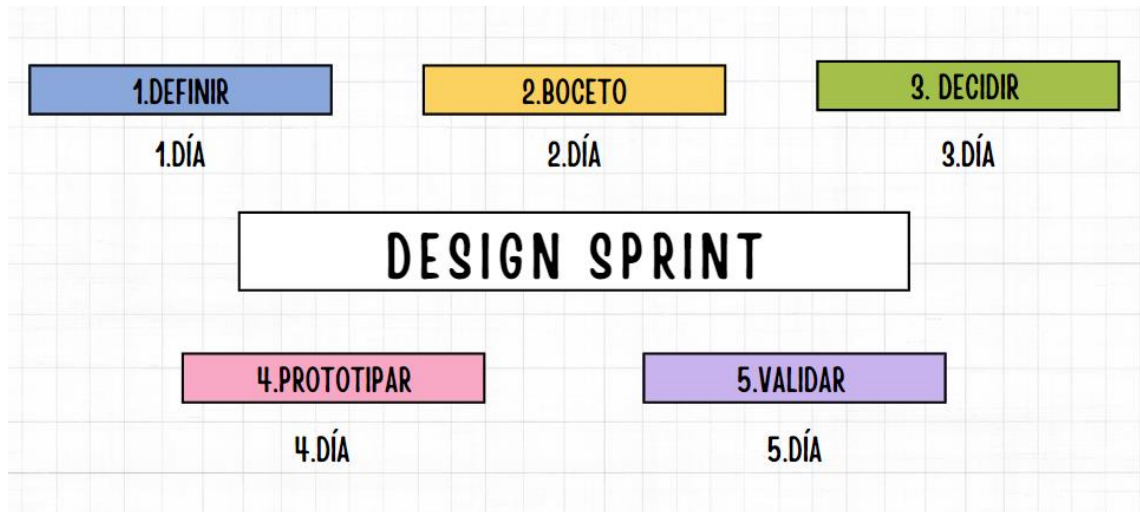 1.DEFINIR
2.BOCETO
3. DECIDIR
1.DÍA
2.DÍA
3.DÍA
DESIGN SPRINT
4.PROTOTIPAR
5.VALIDAR
4.DÍA
5.DÍA